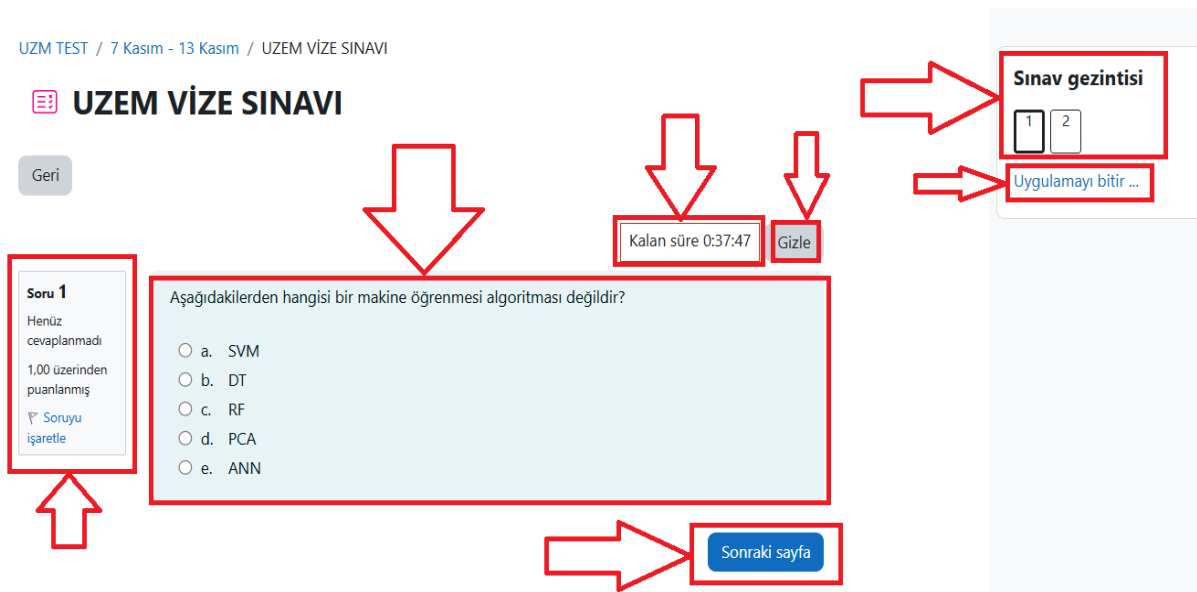 UZM TEST / 7 Kasım - 13 Kasım / UZEM VİZE SINAVI
UZEM VİZE SINAVI
Geri
Kalan süre 0:37:47
Gizle
Soru 1
Henüz
cevaplanmadı
1,00 üzerinden
puanlanmış
Soruyu
işaretle
Aşağıdakilerden hangisi bir makine öğrenmesi algoritması değildir?
a. SVM
b. DT
c. RF
d. PCA
e. ANN
Sonraki sayfa
Sınav gezintisi
1 2
Uygulamayı bitir ...